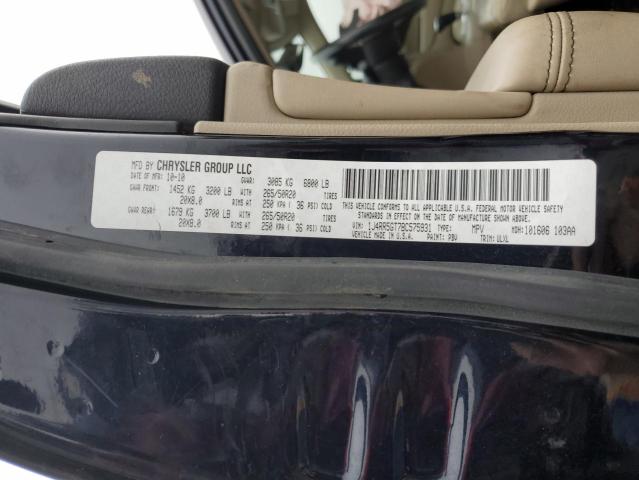 MFD BY CHRYSLER GROUP LLC
DATE OF MFR: 10-10 GVWR: 3085 KG 6800 LB
GAWR FRONT: 1452 KG 3200 LB 265/50R20 TIRES
20X8.0 RIMS AT 250 KPA ( 36 PSI) COLD
GAWR REAR: 1679 KG 3700 LB 265/50R20 TIRES
20X8.0 RIMS AT 250 KPA ( 36 PSI) COLD
THIS VEHICLE CONFORMS TO ALL APPLICABLE U.S.A. FEDERAL MOTOR VEHICLE SAFETY
STANDARDS IN EFFECT ON THE DATE OF MANUFACTURE SHOWN ABOVE.
VIN: 1J4RR5GT7BC575931 TYPE: MPV MDH: 101606 103AA
VEHICLE MADE IN U.S.A. PAINT: PBV TRIM: ULXL